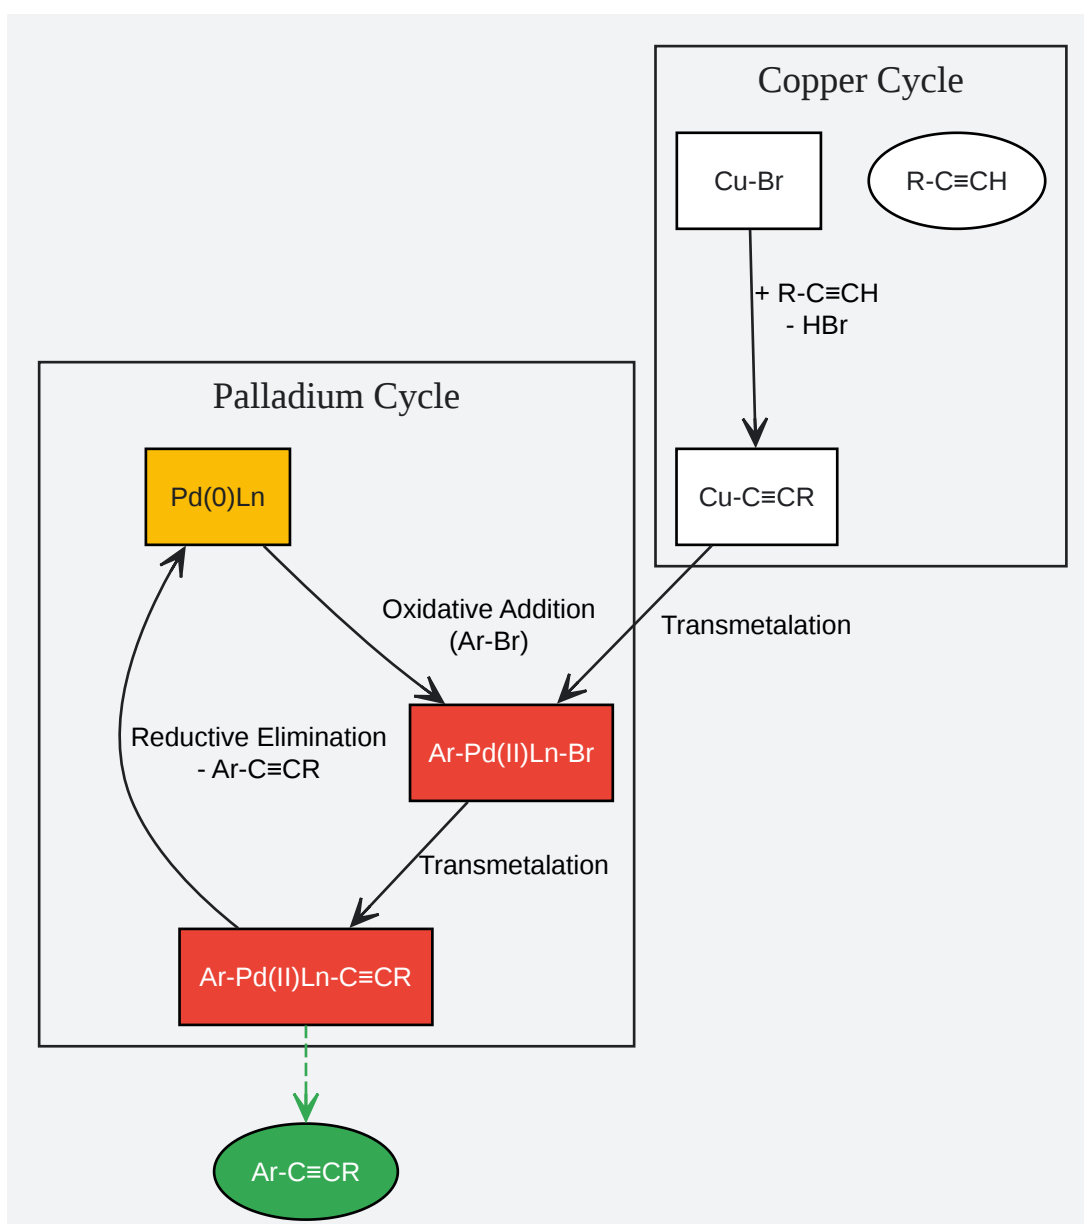 Copper Cycle
Cu-Br
R-C≡CH
+ R-C≡CH
- HBr
Palladium Cycle
Pd(0)Ln
Cu-C≡CR
Oxidative Addition
(Ar-Br)
Transmetalation
Reductive Elimination
- Ar-C≡CR
Ar-Pd(II)Ln-Br
Transmetalation
Ar-Pd(II)Ln-C≡CR
Ar-C≡CR